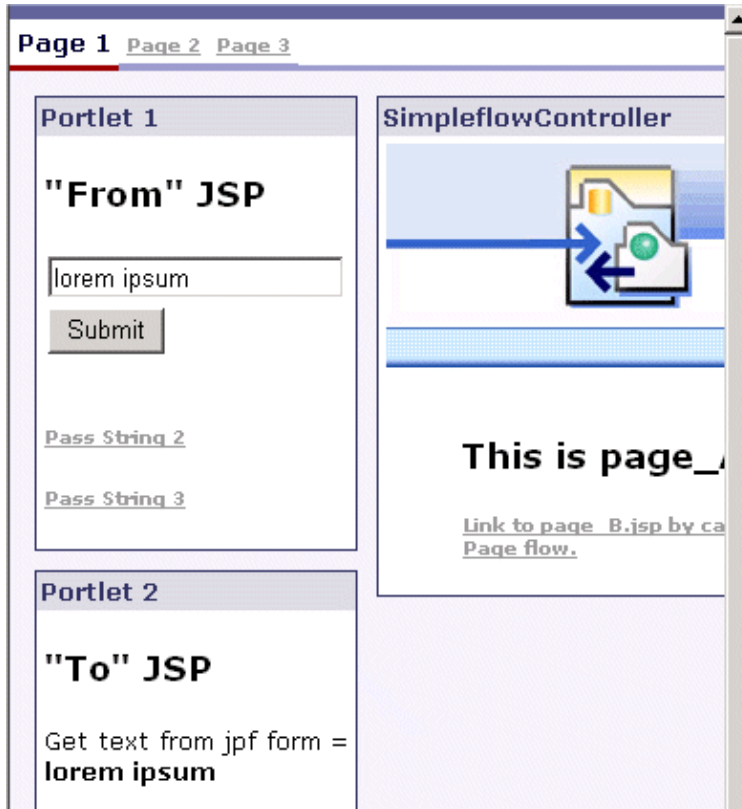 Page 1 Page 2 Page 3
Portlet 1
"From" JSP
lorem ipsum
Submit
Pass String 2
Pass String 3
Portlet 2
"To" JSP
Get text from jpf form =
lorem ipsum
SimpleflowController
This is page_
Link to page_B.jsp by ca
Page flow.